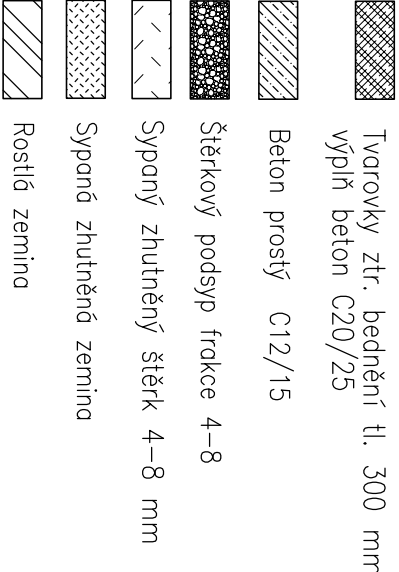 Tvarovky ztr. bednění tl. 300 mm
výplň beton C20/25
Beton prostý C12/15
Štěrkový podsyp frakce 4-8
Sypaný zhutněný štěrk 4-8 mm
Sypaná zhutněná zemina
Rostlá zemina